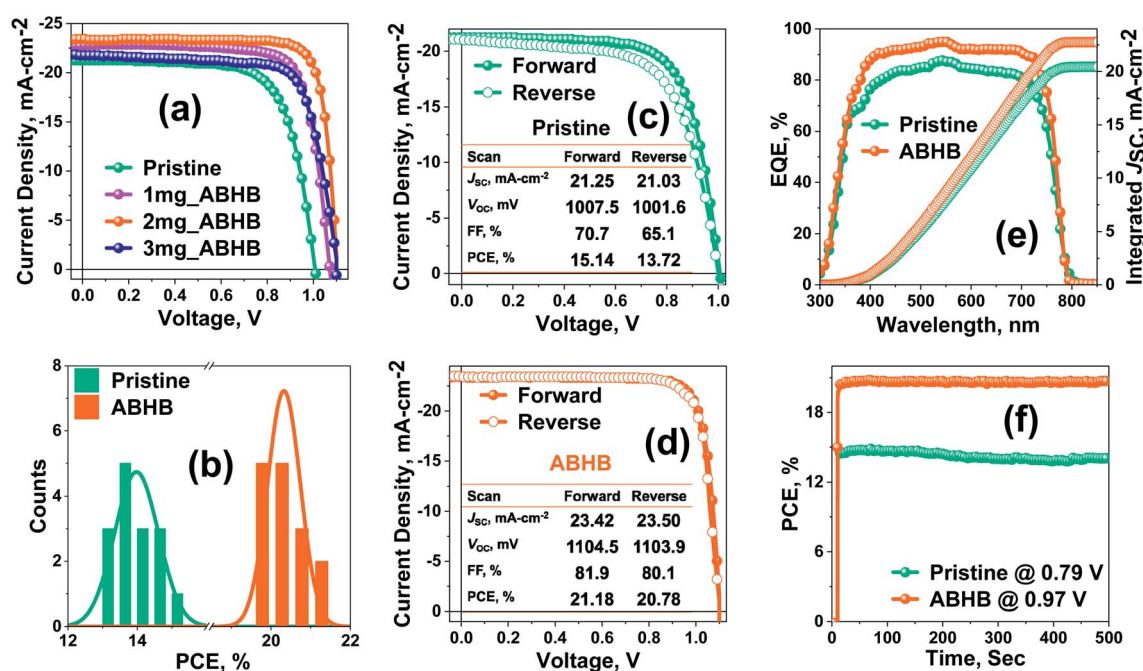 -25
-20
-15
-10
-5
0
Current Density, mA-cm-2
(a)
Pristine
1mg_ABHB
2mg_ABHB
3mg_ABHB
0.0 0.2 0.4 0.6 0.8 1.0
Voltage, V
8
6
4
2
0
Counts
Pristine
ABHB
(b)
12 14 20 22
PCE, %
-20
-15
-10
-5
0
Current Density, mA-cm-2
(c)
Forward
Reverse
Pristine
Scan Forward Reverse
JSC, mA-cm-2 21.25 21.03
VOC, mV 1007.5 1001.6
FF, % 70.7 65.1
PCE, % 15.14 13.72
0.0 0.2 0.4 0.6 0.8 1.0
Voltage, V
-20
-15
-10
-5
0
Current Density, mA-cm-2
(d)
Forward
Reverse
ABHB
Scan Forward Reverse
JSC, mA-cm-2 23.42 23.50
VOC, mV 1104.5 1103.9
FF, % 81.9 80.1
PCE, % 21.18 20.78
0.0 0.2 0.4 0.6 0.8 1.0
Voltage, V
100
80
60
40
20
0
EQE, %
Pristine
ABHB
(e)
20
15
10
5
0
Integrated JSC, mA-cm-2
300 400 500 600 700 800
Wavelength, nm
18
12
6
0
PCE, %
(f)
Pristine @ 0.79 V
ABHB @ 0.97 V
0 100 200 300 400 500
Time, Sec